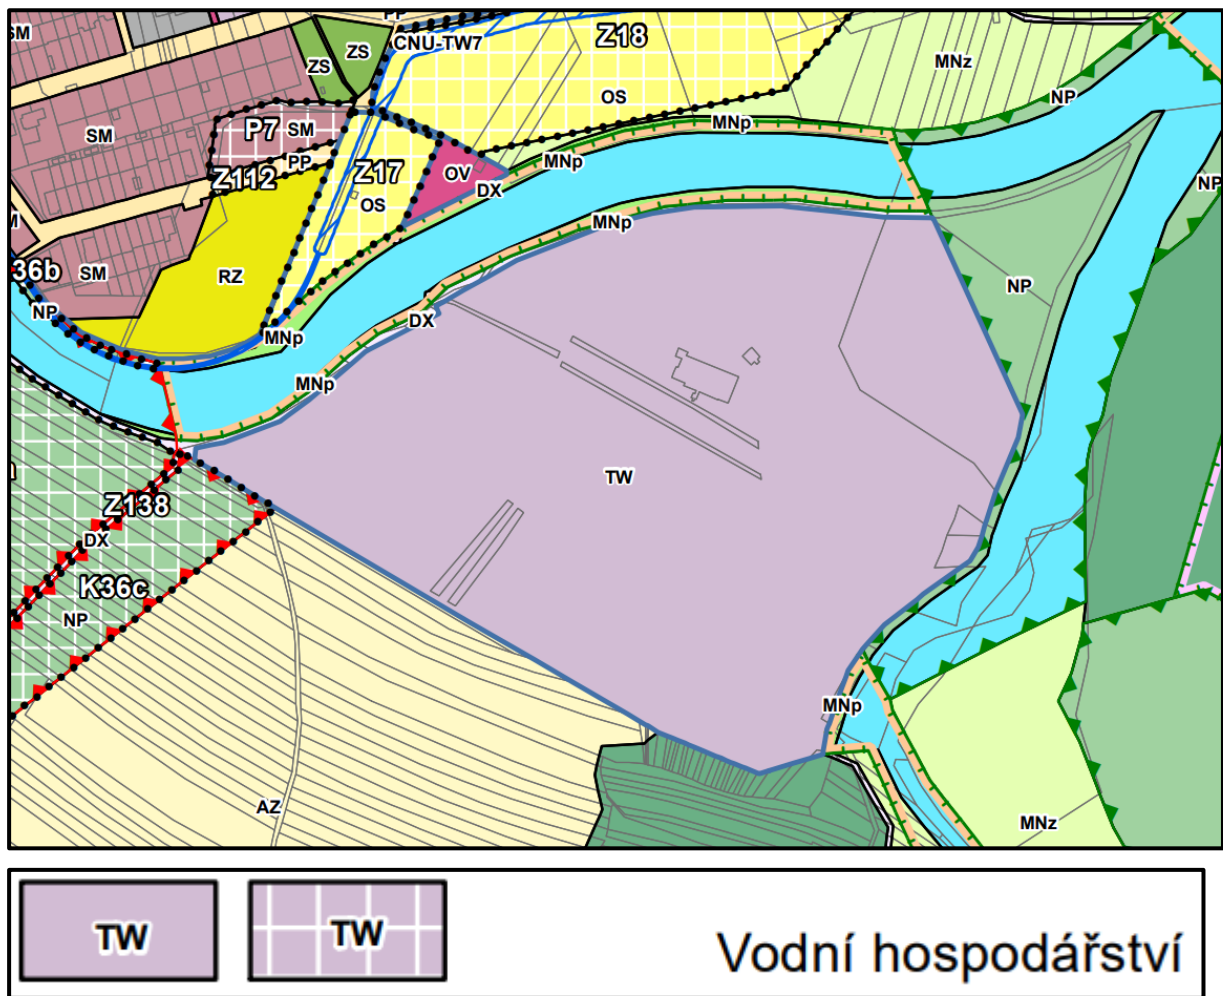 SM
PP
CNU-TW7
Z18
ZS
ZS
MNz
OS
NP
MNp
SM
P7
SM
MNp
PP
Z112
Z17
OV
DX
NP
OS
MNp
36b
SM
RZ
NP
NP
DX
MNp
MNp
TW
Z138
DX
K36c
NP
MNp
AZ
MNz
TW
TW
Vodní hospodářství